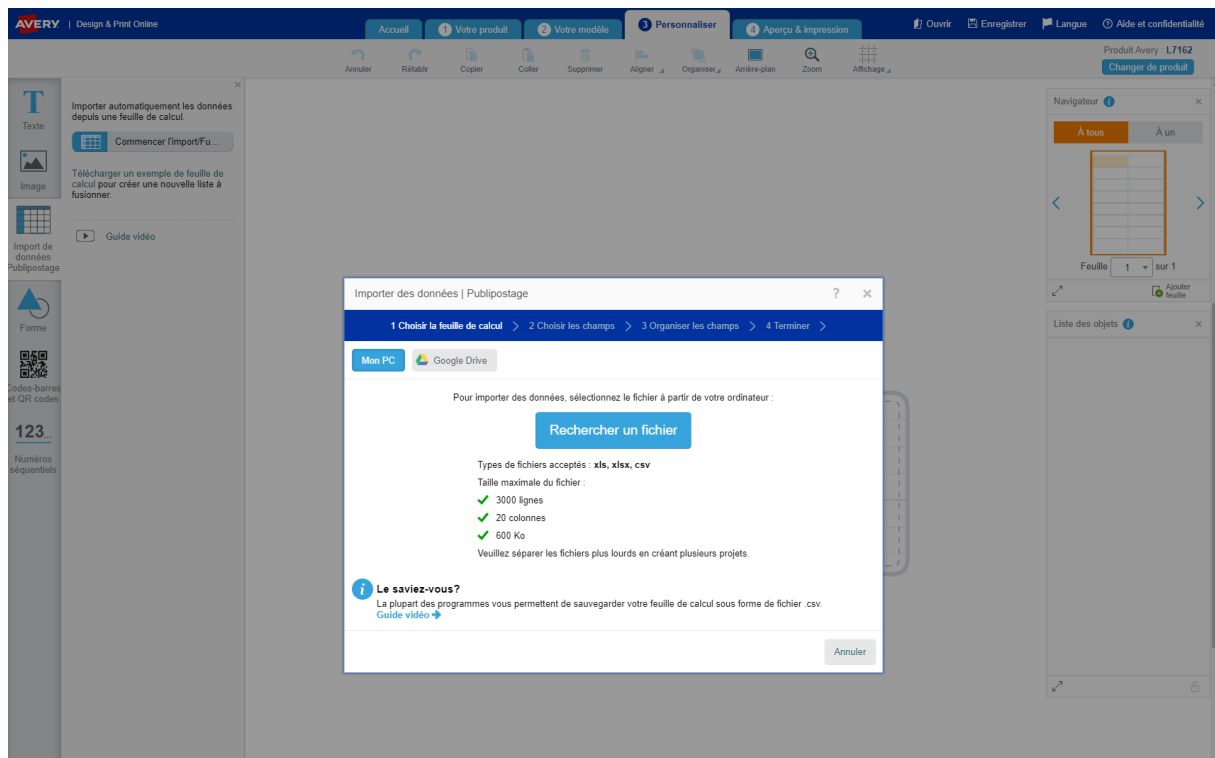 AVERY | Design & Print Online
Accueil
1 Votre produit
2 Votre modèle
3 Personnaliser
4 Aperçu & impression
Ouvrir
Enregistrer
Langue
Aide et confidentialité
Annuler
Rétablir
Copier
Coller
Supprimer
Aligner
Organiser
Arrière-plan
Zoom
Affichage
Produit Avery : L7162
Changer de produit
Texte
Image
Import de
données
Publipostage
Forme
Codes-barres
et QR codes
123...
Numéros
séquentiels
Importer automatiquement les données
depuis une feuille de calcul.
Commencer l'import/Fu...
Télécharger un exemple de feuille de
calcul pour créer une nouvelle liste à
fusionner.
Guide vidéo
Importer des données | Publipostage
1 Choisir la feuille de calcul > 2 Choisir les champs > 3 Organiser les champs > 4 Terminer >
Mon PC
Google Drive
Pour importer des données, sélectionnez le fichier à partir de votre ordinateur :
Rechercher un fichier
Types de fichiers acceptés : xls, xlsx, csv
Taille maximale du fichier :
3000 lignes
20 colonnes
600 Ko
Veuillez séparer les fichiers plus lourds en créant plusieurs projets.
Le saviez-vous?
La plupart des programmes vous permettent de sauvegarder votre feuille de calcul sous forme de fichier .csv.
Guide vidéo
Annuler
Navigateur
À tous
À un
Feuille 1 sur 1
Ajouter
feuille
Liste des objets